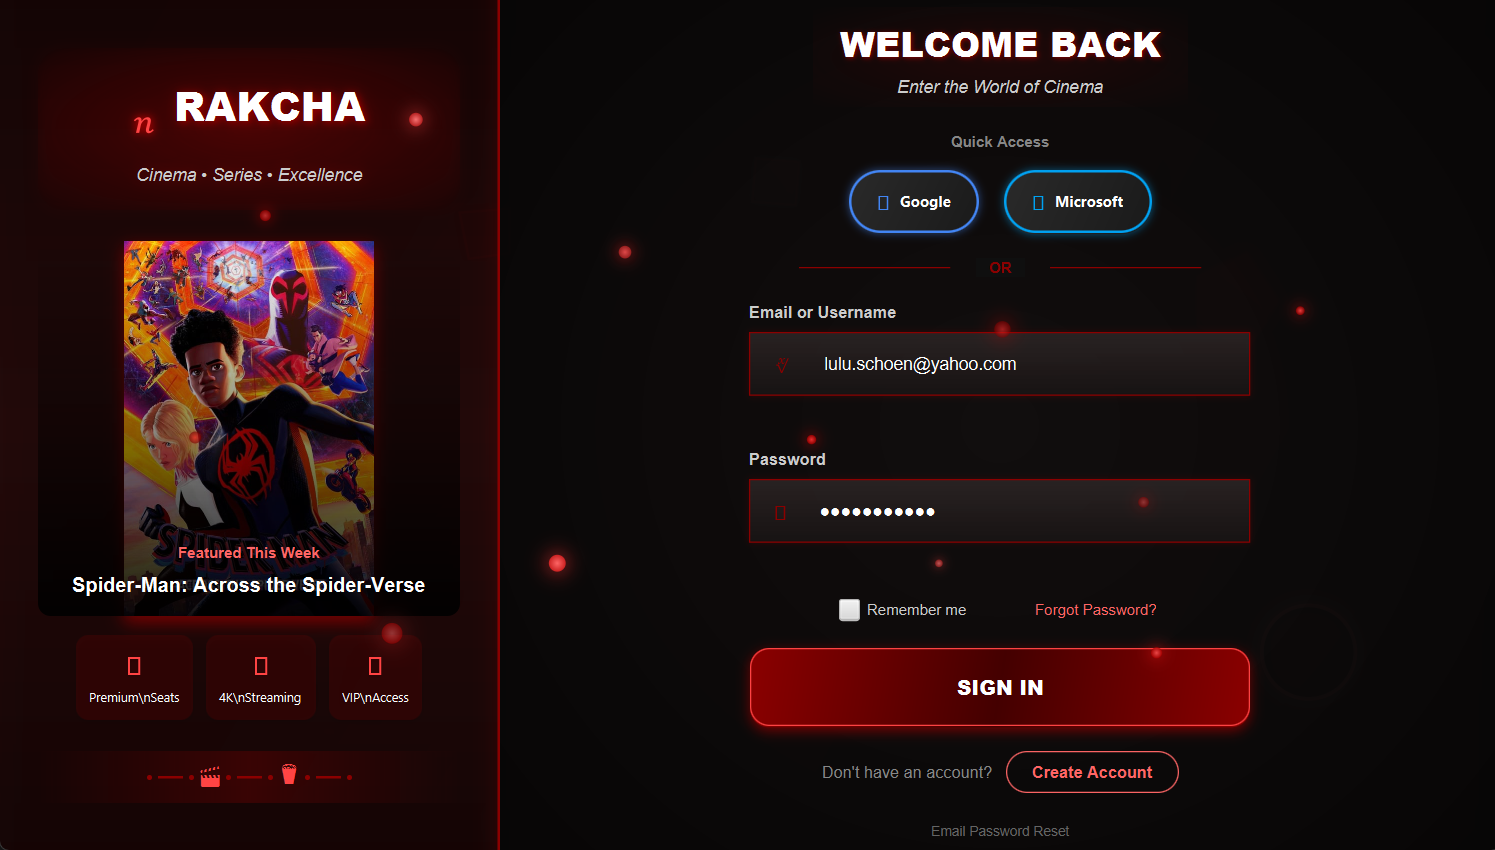 n RAKCHA
Cinema • Series • Excellence
SPIDER-MAN
Featured This Week
Spider-Man: Across the Spider-Verse
Premium\nSeats
4K\nStreaming
VIP\nAccess
WELCOME BACK
Enter the World of Cinema
Quick Access
Google
Microsoft
OR
Email or Username
lulu.schoen@yahoo.com
Password
●●●●●●●●●●●
Remember me
Forgot Password?
SIGN IN
Don't have an account?
Create Account
Email Password Reset